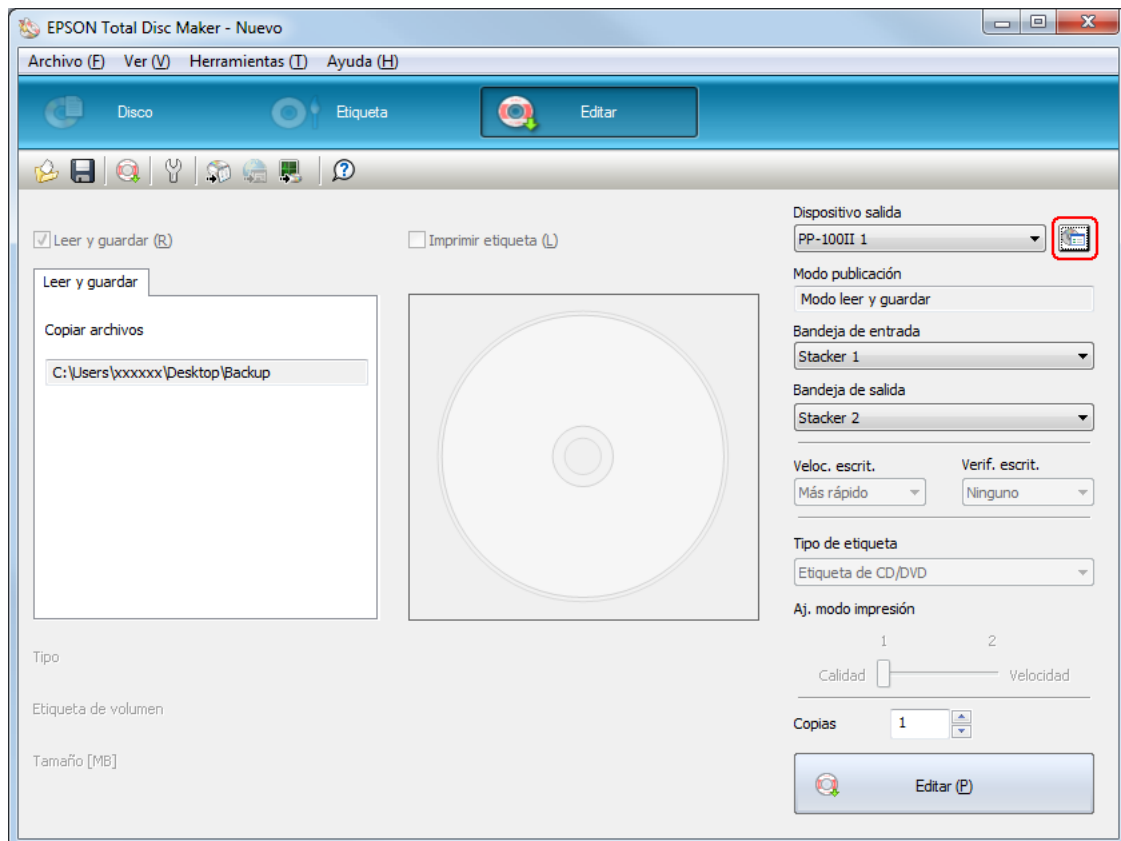 EPSON Total Disc Maker - Nuevo
Archivo (F) Ver (V) Herramientas (T) Ayuda (H)
Disco Etiqueta Editar
Leer y guardar (R)
Leer y guardar
Copiar archivos
C:\Users\xxxxxx\Desktop\Backup
Tipo
Etiqueta de volumen
Tamaño [MB]
Imprimir etiqueta (L)
Dispositivo salida
PP-100II 1
Modo publicación
Modo leer y guardar
Bandeja de entrada
Stacker 1
Bandeja de salida
Stacker 2
Veloc. escrit. Verif. escrit.
Más rápido Ninguno
Tipo de etiqueta
Etiqueta de CD/DVD
Aj. modo impresión
1 2
Calidad Velocidad
Copias 1
Editar (P)